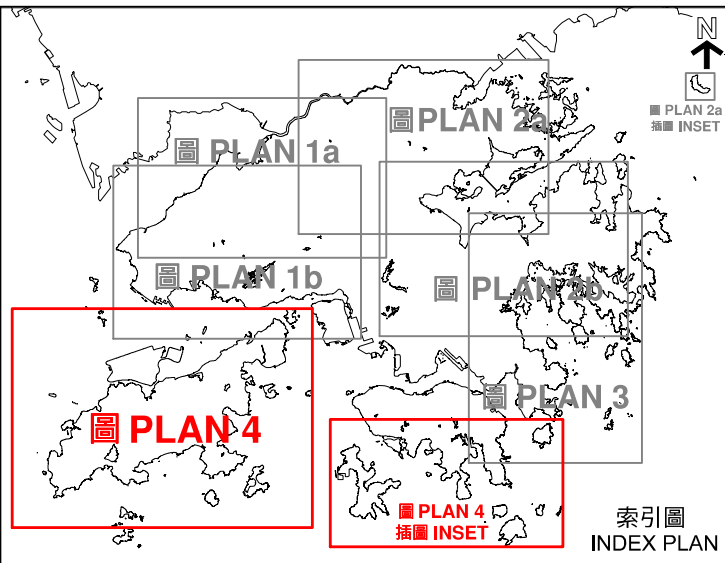 N
圖 PLAN 2a
插圖 INSET
圖 PLAN 2a
圖 PLAN 1a
圖 PLAN 1b
圖 PLAN 2b
圖 PLAN 3
圖 PLAN 4
圖 PLAN 4
插圖 INSET
索引圖
INDEX PLAN